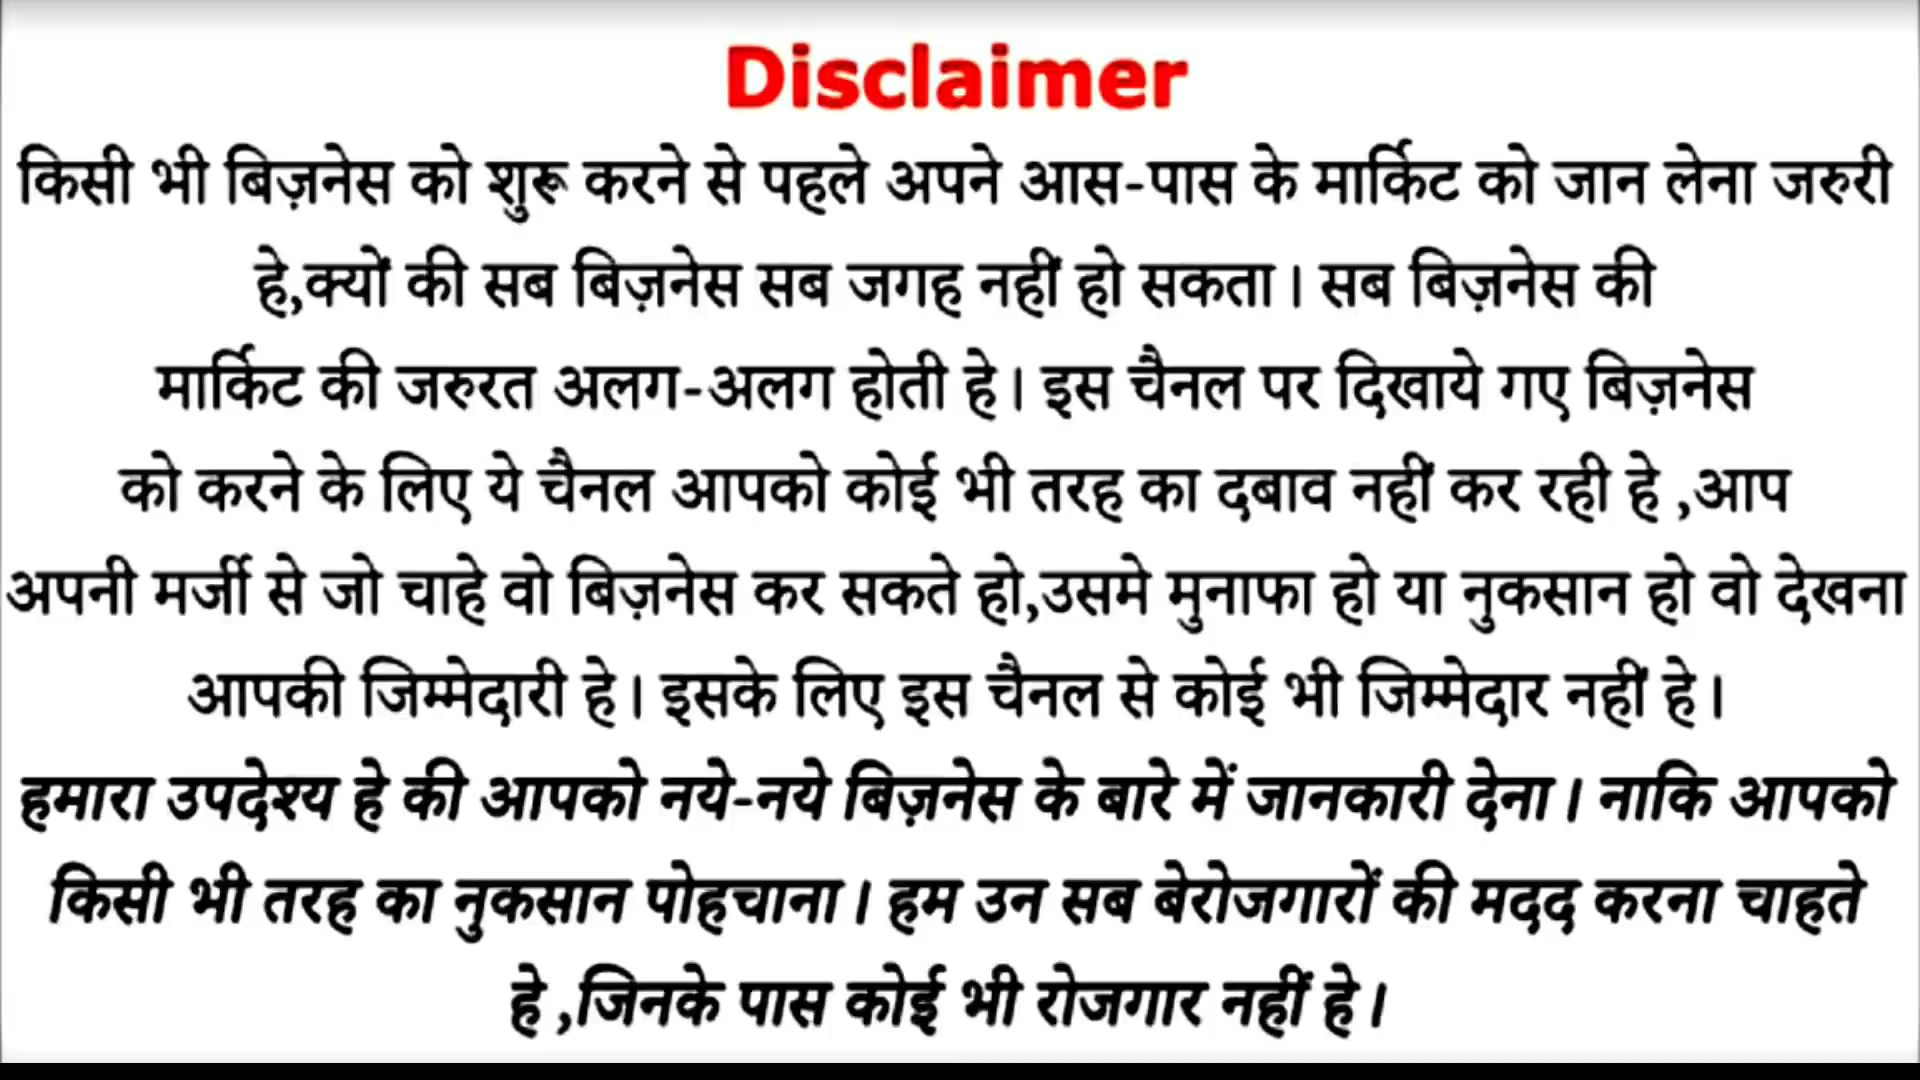 Disclaimer
किसी भी बिज़नेस को शुरू करने से पहले अपने आस-पास के मार्किट को जान लेना जरुरी
हे,क्यों की सब बिज़नेस सब जगह नहीं हो सकता। सब बिज़नेस की
मार्किट की जरुरत अलग-अलग होती हे। इस चैनल पर दिखाये गए बिज़नेस
को करने के लिए ये चैनल आपको कोई भी तरह का दबाव नहीं कर रही हे ,आप
अपनी मर्जी से जो चाहे वो बिज़नेस कर सकते हो,उसमे मुनाफा हो या नुकसान हो वो देखना
आपकी जिम्मेदारी हे। इसके लिए इस चैनल से कोई भी जिम्मेदार नहीं हे।
हमारा उपदेश्य हे की आपको नये-नये बिज़नेस के बारे में जानकारी देना। नाकि आपको
किसी भी तरह का नुकसान पोहचाना। हम उन सब बेरोजगारों की मदद करना चाहते
हे ,जिनके पास कोई भी रोजगार नहीं हे।